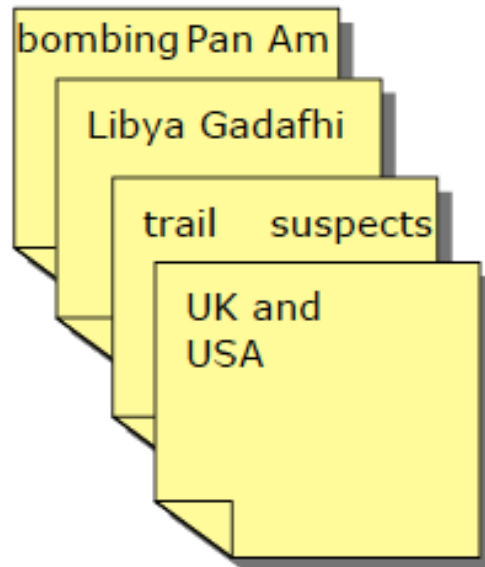 bombing Pan Am
Libya Gadafhi
trail suspects
UK and
USA